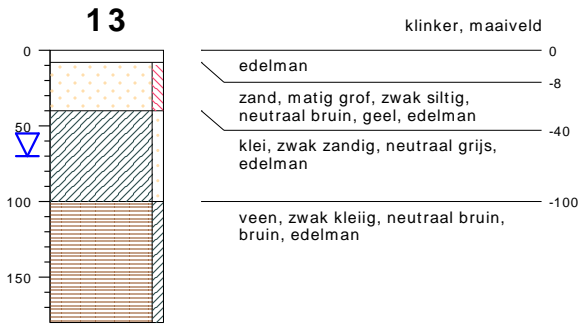 13
klinker, maaiveld
0
0
edelman
-8
zand, matig grof, zwak siltig,
neutraal bruin, geel, edelman
50
-40
klei, zwak zandig, neutraal grijs,
edelman
100
-100
veen, zwak kleiig, neutraal bruin,
bruin, edelman
150